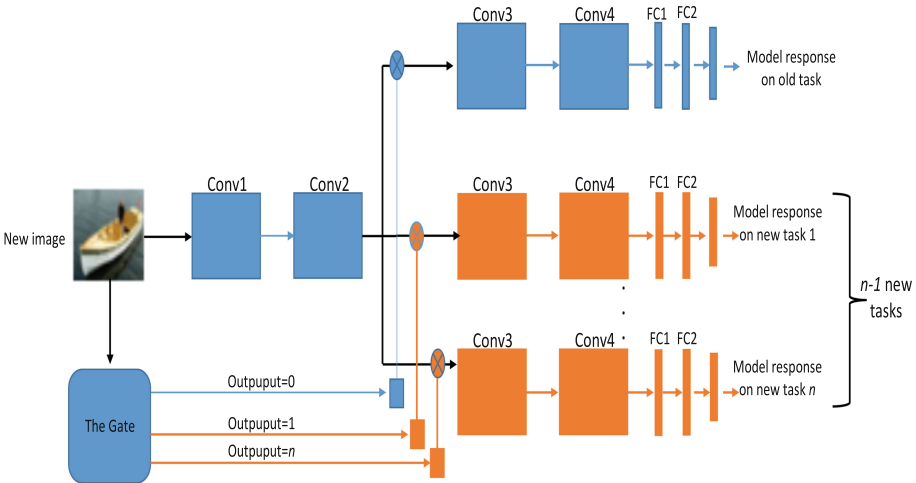 Conv3
Conv4
FC1
FC2
Model response
on old task
Conv1
Conv2
New image
Conv3
Conv4
FC1
FC2
Model response
on new task 1
n-1 new
tasks
Conv3
Conv4
FC1
FC2
Model response
on new task n
The Gate
Outpuput=0
Outpuput=1
Outpuput=n